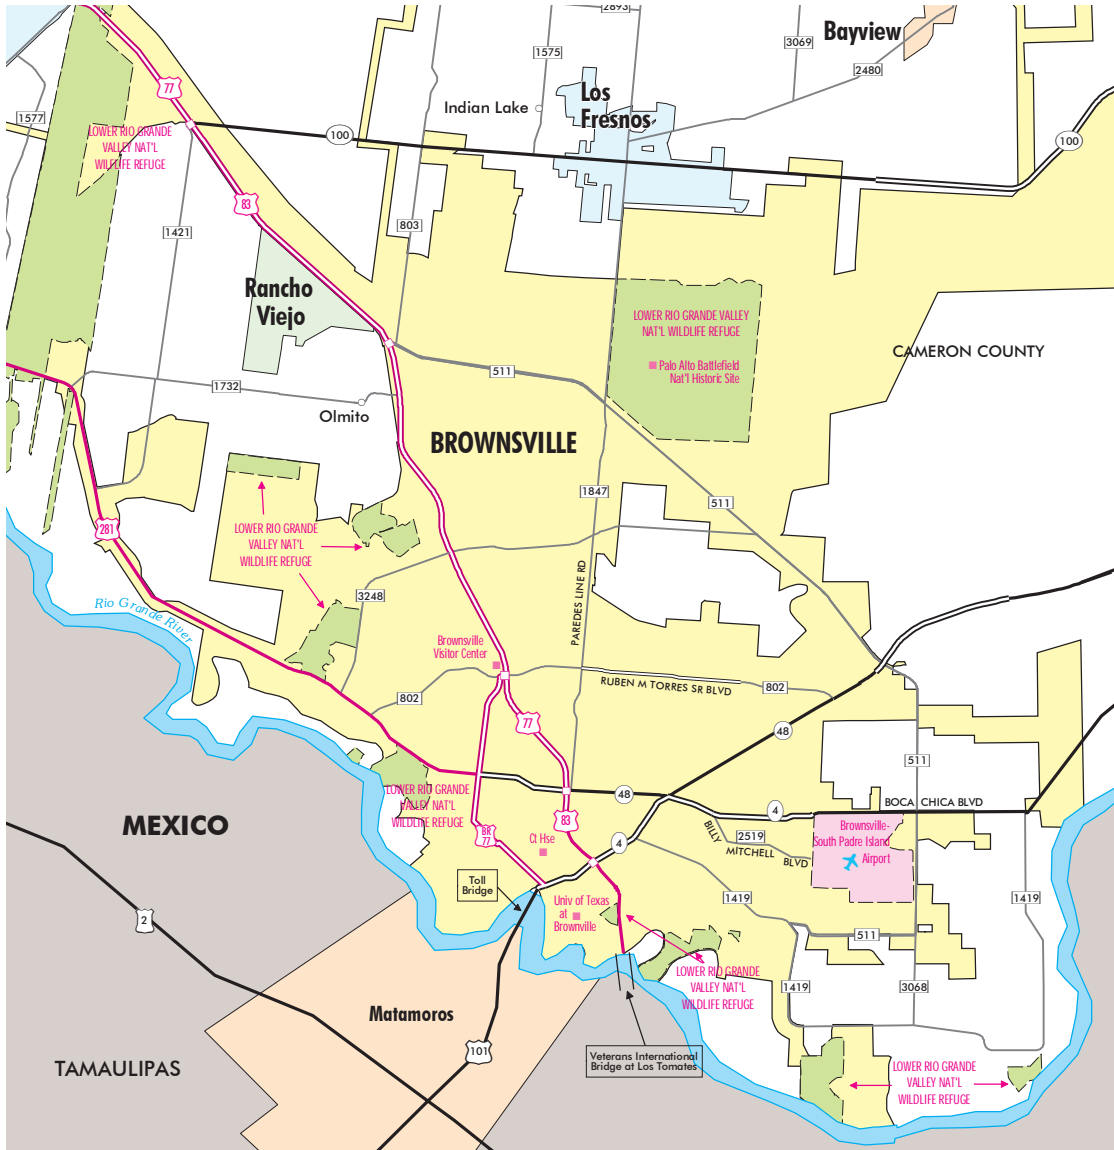 2893
Bayview
1575
3069
2480
77
Los
Fresnos
Indian Lake
1577
100
100
LOWER RIO GRANDE
VALLEY NAT'L
WILDLIFE REFUGE
83
803
1421
Rancho
Viejo
LOWER RIO GRANDE VALLEY
NAT'L WILDLIFE REFUGE
CAMERON COUNTY
Palo Alto Battlefield
Nat'l Historic Site
511
1732
Olmito
BROWNSVILLE
1847
511
281
LOWER RIO GRANDE
VALLEY NAT'L
WILDLIFE REFUGE
PAREDES LINE RD
3248
Rio Grande River
Brownsville
Visitor Center
RUBEN M TORRES SR BLVD
802
802
77
48
511
48
4
BOCA CHICA BLVD
LOWER RIO GRANDE
VALLEY NAT'L
WILDLIFE REFUGE
MEXICO
83
BR
77
Ct Hse
4
BILLY
MITCHELL BLVD
2519
Brownsville-
South Padre Island
Airport
Toll
Bridge
1419
1419
Univ of Texas
at
Brownville
2
511
LOWER RIO GRANDE
VALLEY NAT'L
WILDLIFE REFUGE
1419
3068
Matamoros
101
Veterans International
Bridge at Los Tomates
TAMAULIPAS
LOWER RIO GRANDE
VALLEY NAT'L
WILDLIFE REFUGE